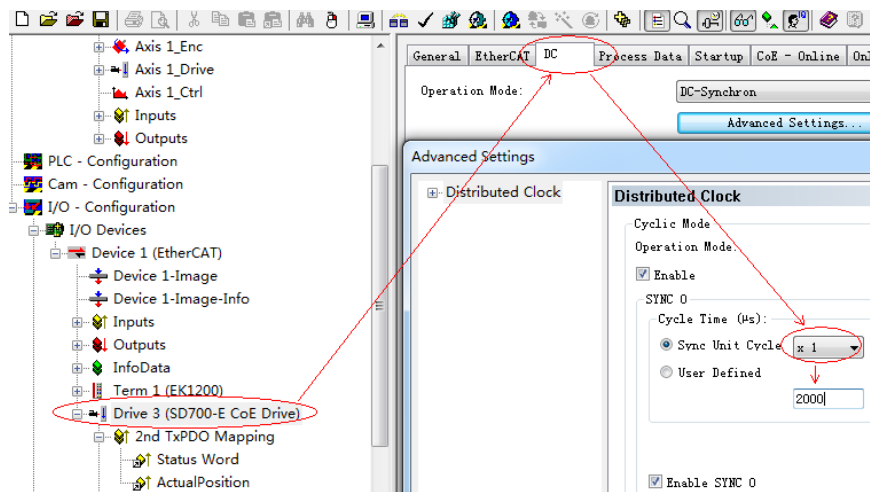 Axis 1_Enc
Axis 1_Drive
Axis 1_Ctrl
Inputs
Outputs
PLC - Configuration
Cam - Configuration
I/O - Configuration
I/O Devices
Device 1 (EtherCAT)
Device 1-Image
Device 1-Image-Info
Inputs
Outputs
InfoData
Term 1 (EK1200)
Drive 3 (SD700-E CoE Drive)
2nd TxPDO Mapping
Status Word
ActualPosition
General EtherCAT DC Process Data Startup CoE - Online Onl
Operation Mode: DC-Synchron
Advanced Settings...
Advanced Settings
Distributed Clock
Distributed Clock
Cyclic Mode
Operation Mode:
Enable
SYNC 0
Cycle Time (µs):
Sync Unit Cycle x 1
User Defined
2000
Enable SYNC 0